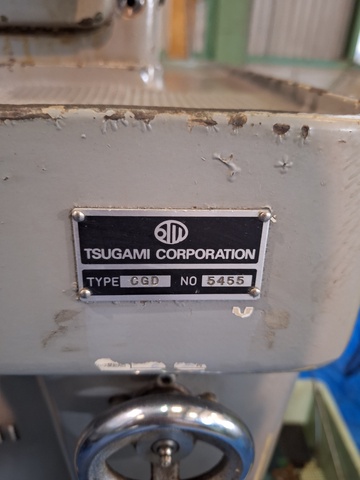 TSUGAMI CORPORATION
TYPE CGD NO 5455